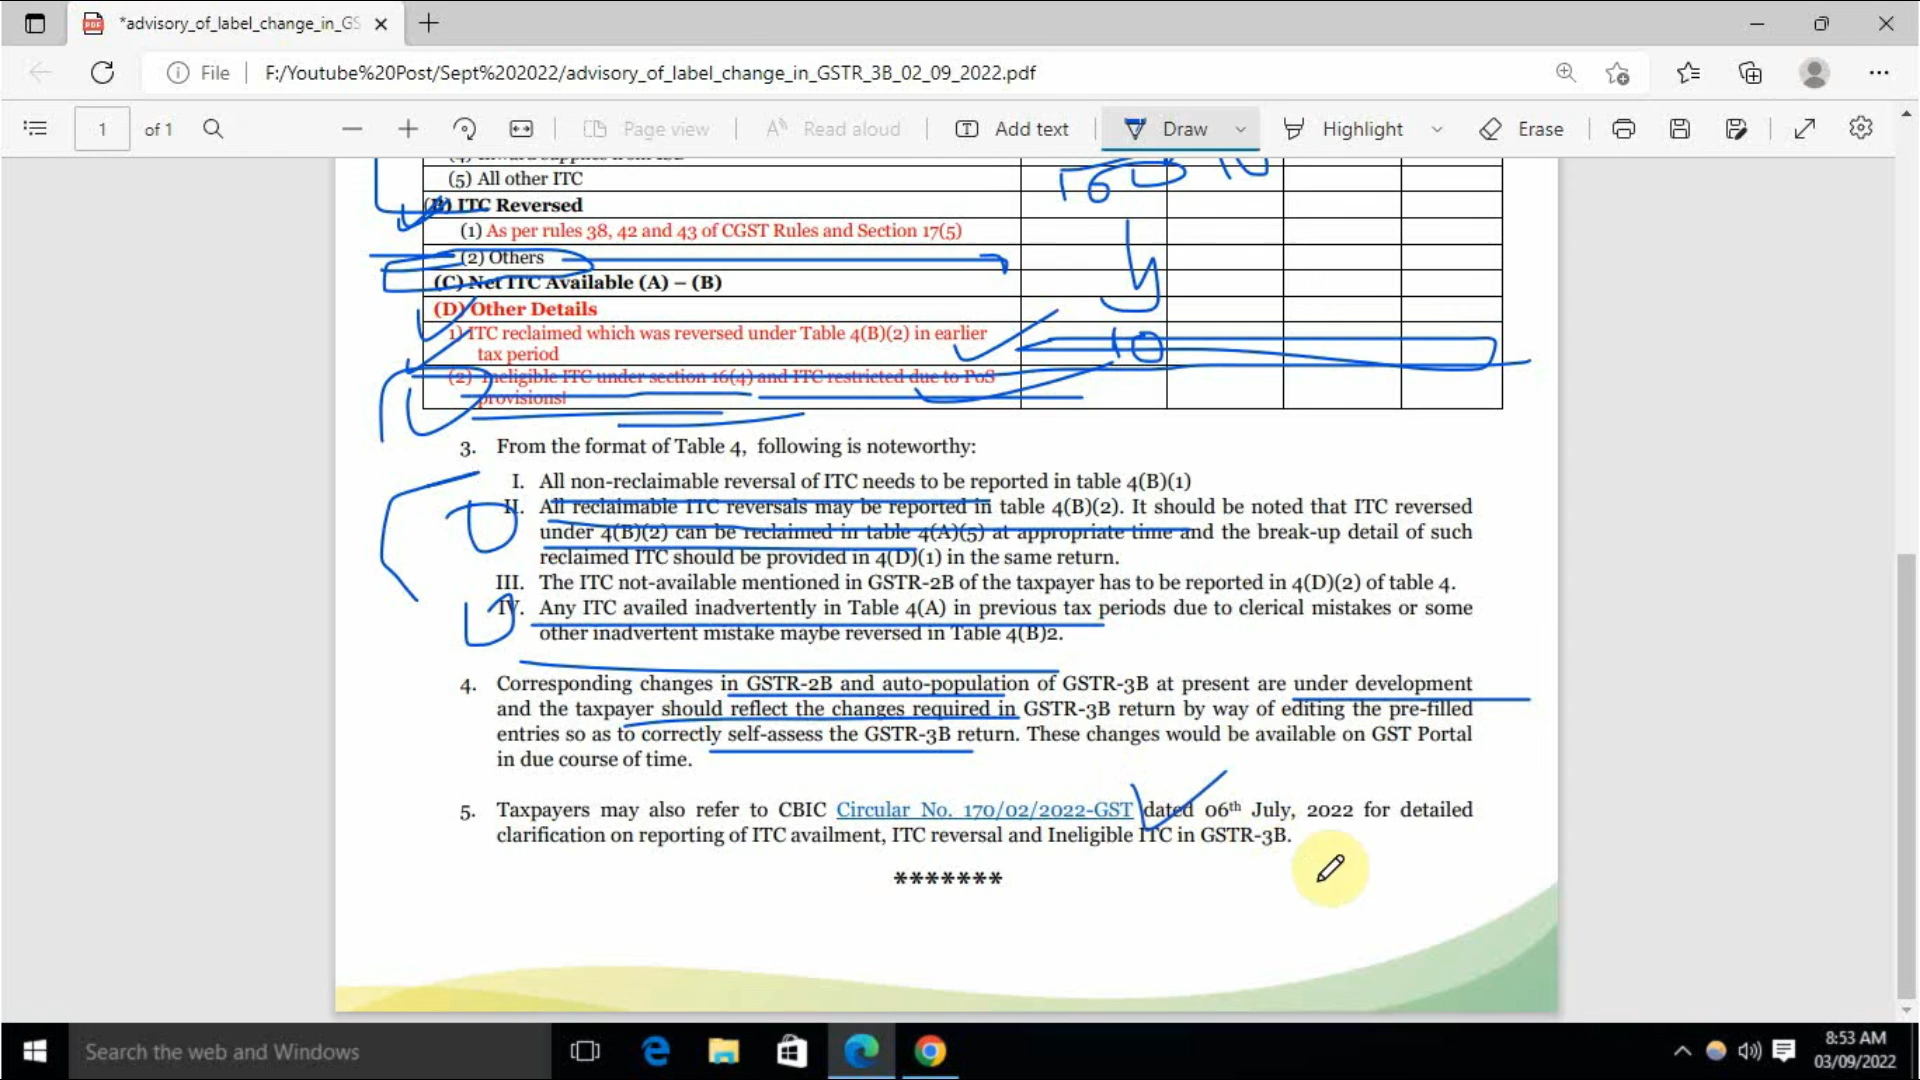 *advisory_of_label_change_in_GS
File
F:/Youtube%20Post/Sept%202022/advisory_of_label_change_in_GSTR_3B_02_09_2022.pdf
1 of 1
Page view
Read aloud
Add text
Draw
Highlight
Erase
(5) All other ITC
(B) ITC Reversed
(1) As per rules 38, 42 and 43 of CGST Rules and Section 17(5)
(2) Others
(C) Net ITC Available (A) – (B)
(D) Other Details
1) ITC reclaimed which was reversed under Table 4(B)(2) in earlier
tax period
10
(2) Ineligible ITC under section 16(4) and ITC restricted due to PoS
provisions
3. From the format of Table 4, following is noteworthy:
I. All non-reclaimable reversal of ITC needs to be reported in table 4(B)(1)
II. All reclaimable ITC reversals may be reported in table 4(B)(2). It should be noted that ITC reversed
under 4(B)(2) can be reclaimed in table 4(A)(5) at appropriate time and the break-up detail of such
reclaimed ITC should be provided in 4(D)(1) in the same return.
III. The ITC not-available mentioned in GSTR-2B of the taxpayer has to be reported in 4(D)(2) of table 4.
IV. Any ITC availed inadvertently in Table 4(A) in previous tax periods due to clerical mistakes or some
other inadvertent mistake maybe reversed in Table 4(B)2.
4. Corresponding changes in GSTR-2B and auto-population of GSTR-3B at present are under development
and the taxpayer should reflect the changes required in GSTR-3B return by way of editing the pre-filled
entries so as to correctly self-assess the GSTR-3B return. These changes would be available on GST Portal
in due course of time.
5. Taxpayers may also refer to CBIC Circular No. 170/02/2022-GST dated 06th July, 2022 for detailed
clarification on reporting of ITC availment, ITC reversal and Ineligible ITC in GSTR-3B.
*******
Search the web and Windows
8:53 AM
03/09/2022